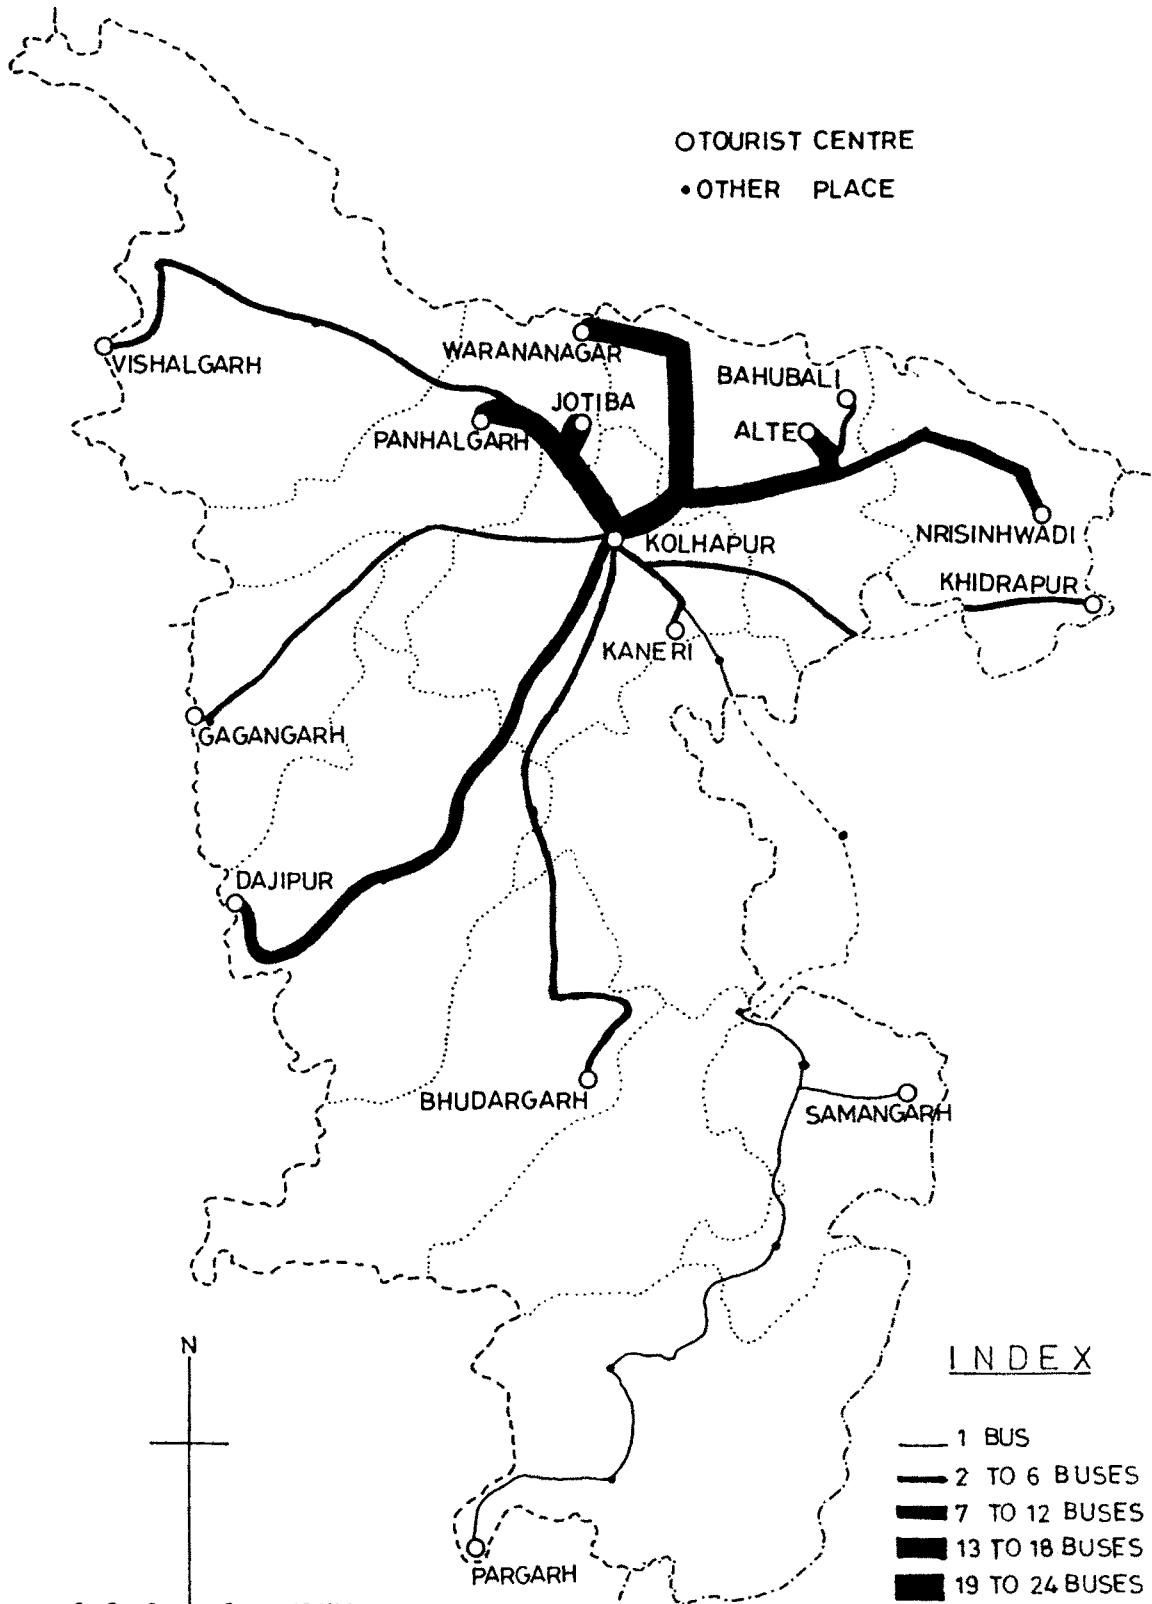 TOURIST CENTRE
OTHER PLACE
VISHALGARH
WARANANAGAR
BAHUBALI
JOTIBA
PANHALGARH
ALTE
NRISINHWADI
KOLHAPUR
KHIDRAPUR
KANERI
GAGANGARH
DAJIPUR
BHUDARGARH
SAMANGARH
N
INDEX
1 BUS
2 TO 6 BUSES
7 TO 12 BUSES
13 TO 18 BUSES
19 TO 24 BUSES
PARGARH